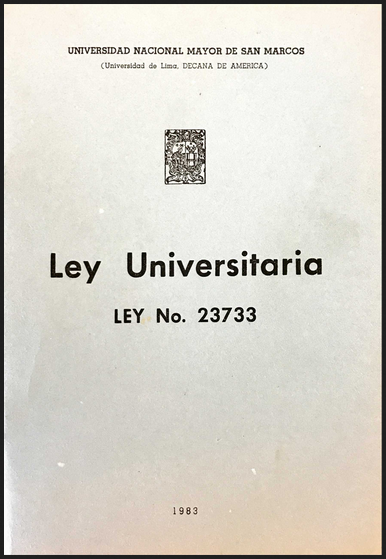 UNIVERSIDAD NACIONAL MAYOR DE SAN MARCOS
(Universidad de Lima, DECANA DE AMERICA)
Ley Universitaria
LEY No. 23733
1983